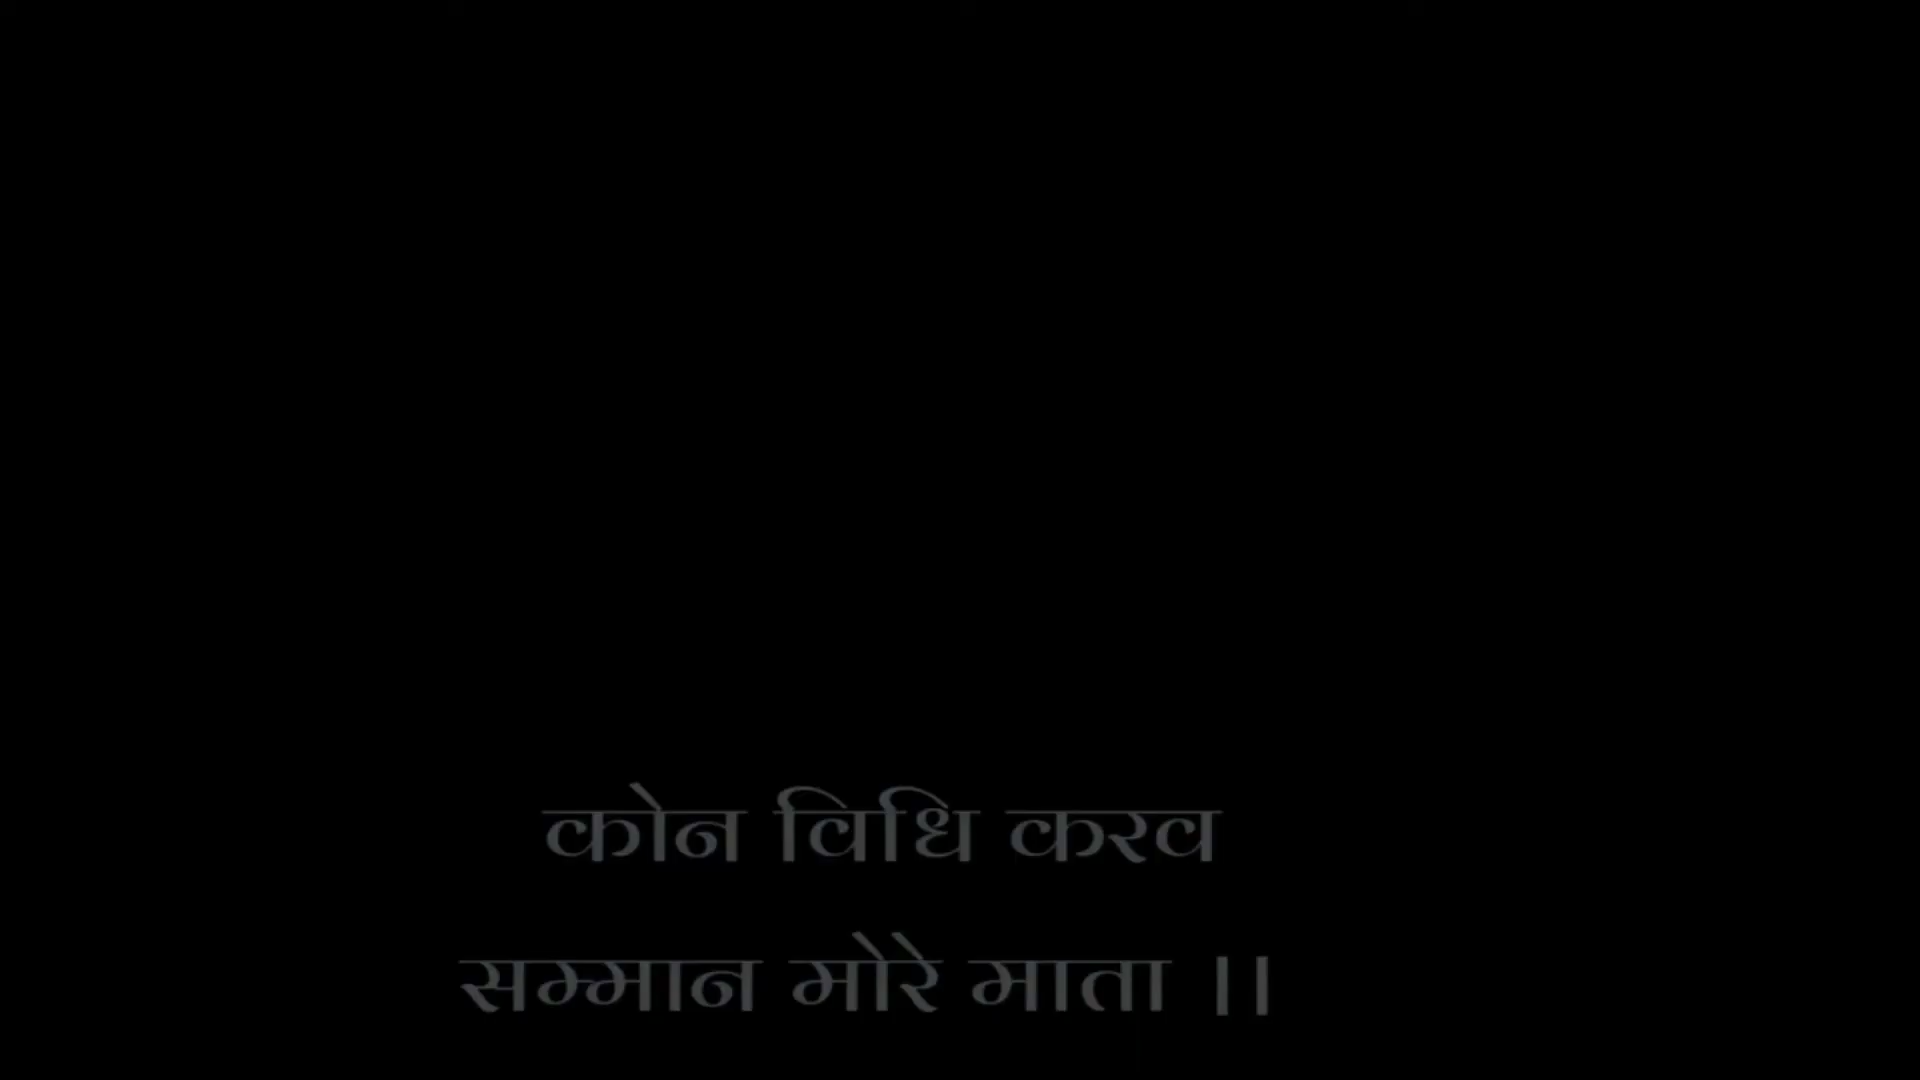 कोन विधि करव
सम्मान मोरे माता ।।